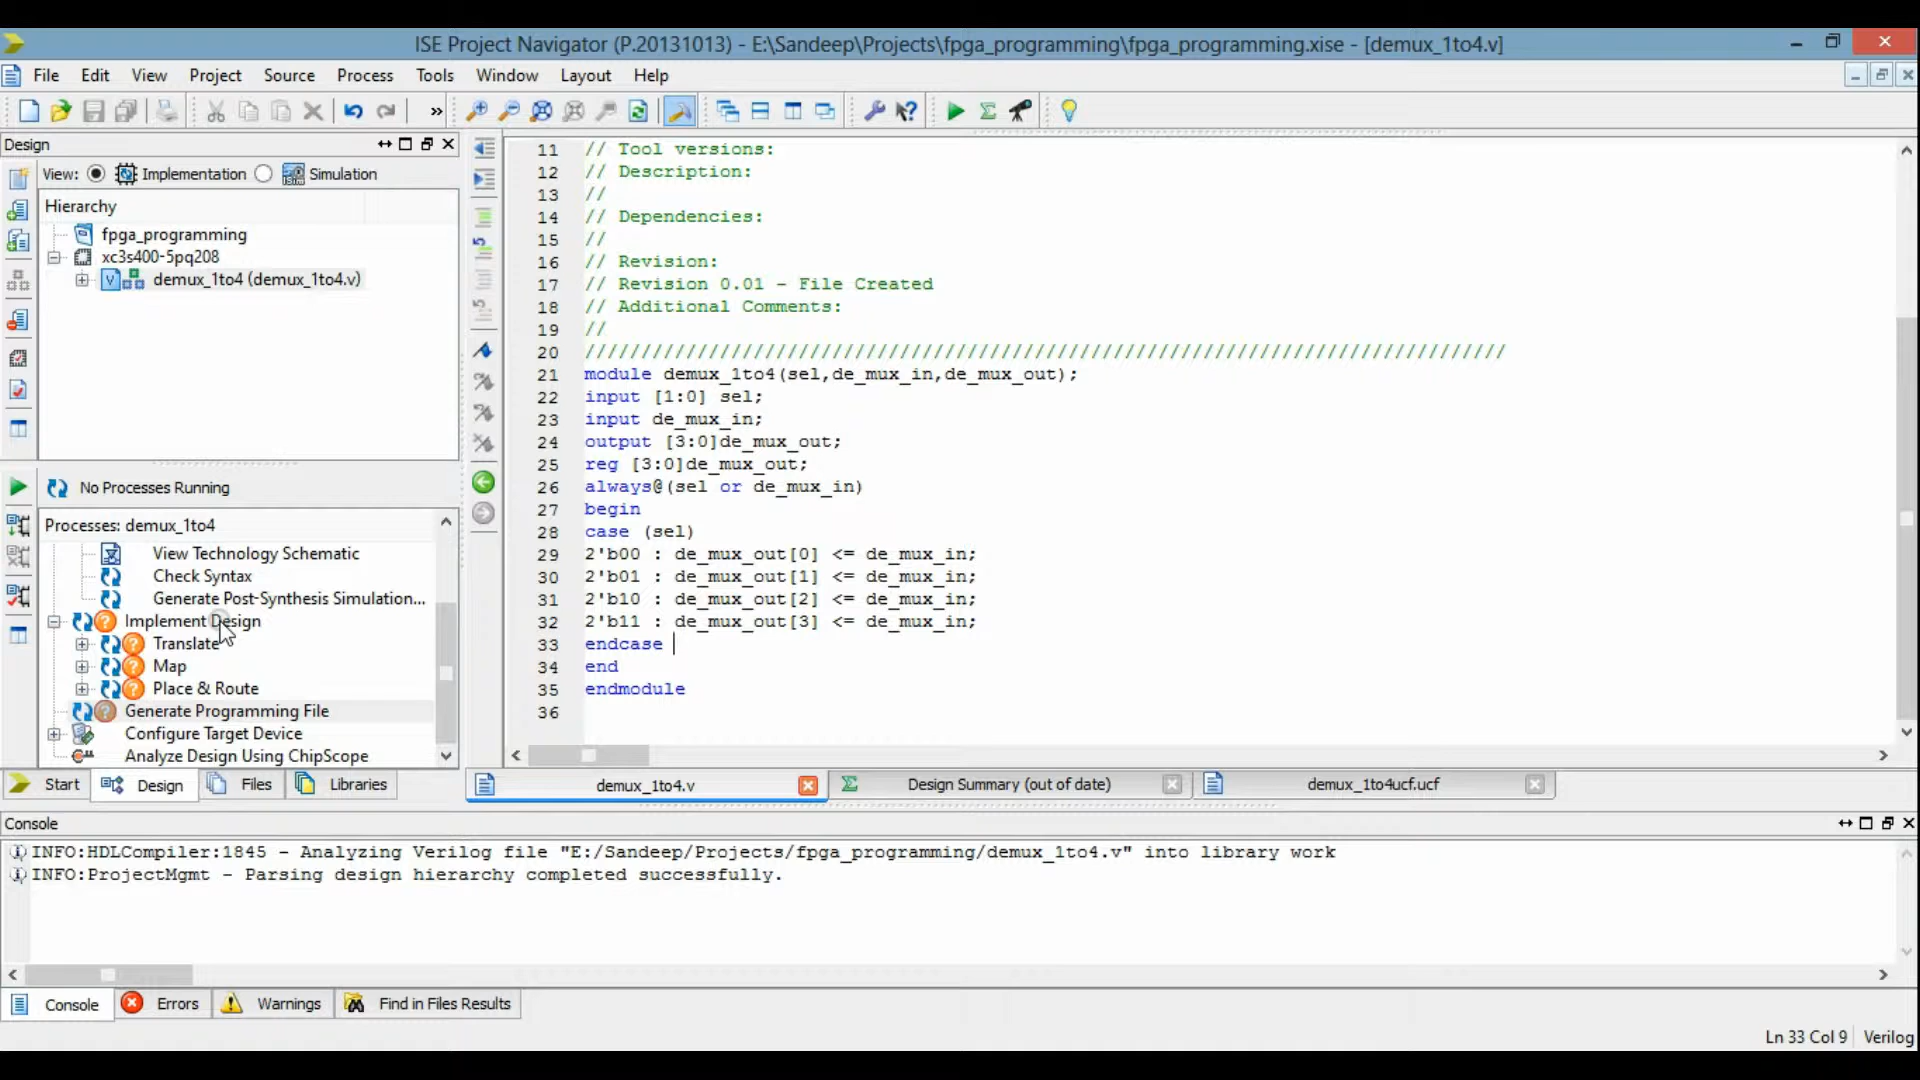 ISE Project Navigator (P.20131013) - E:\Sandeep\Projects\fpga_programming\fpga_programming.xise - [demux_1to4.v]
File Edit View Project Source Process Tools Window Layout Help
Design
View: Implementation Simulation
Hierarchy
fpga_programming
xc3s400-5pq208
demux_1to4 (demux_1to4.v)
No Processes Running
Processes: demux_1to4
View Technology Schematic
Check Syntax
Generate Post-Synthesis Simulation...
Implement Design
Translate
Map
Place & Route
Generate Programming File
Configure Target Device
Analyze Design Using ChipScope
Start Design Files Libraries
11 // Tool versions:
12 // Description:
13 //
14 // Dependencies:
15 //
16 // Revision:
17 // Revision 0.01 - File Created
18 // Additional Comments:
19 //
20 //////////////////////////////////////////////////////////////////////////////////
21 module demux_1to4(sel,de_mux_in,de_mux_out);
22 input [1:0] sel;
23 input de_mux_in;
24 output [3:0]de_mux_out;
25 reg [3:0]de_mux_out;
26 always@(sel or de_mux_in)
27 begin
28 case (sel)
29 2'b00 : de_mux_out[0] <= de_mux_in;
30 2'b01 : de_mux_out[1] <= de_mux_in;
31 2'b10 : de_mux_out[2] <= de_mux_in;
32 2'b11 : de_mux_out[3] <= de_mux_in;
33 endcase
34 end
35 endmodule
36
demux_1to4.v Design Summary (out of date) demux_1to4ucf.ucf
Console
INFO:HDLCompiler:1845 - Analyzing Verilog file "E:/Sandeep/Projects/fpga_programming/demux_1to4.v" into library work
INFO:ProjectMgmt - Parsing design hierarchy completed successfully.
Console Errors Warnings Find in Files Results
Ln 33 Col 9 Verilog